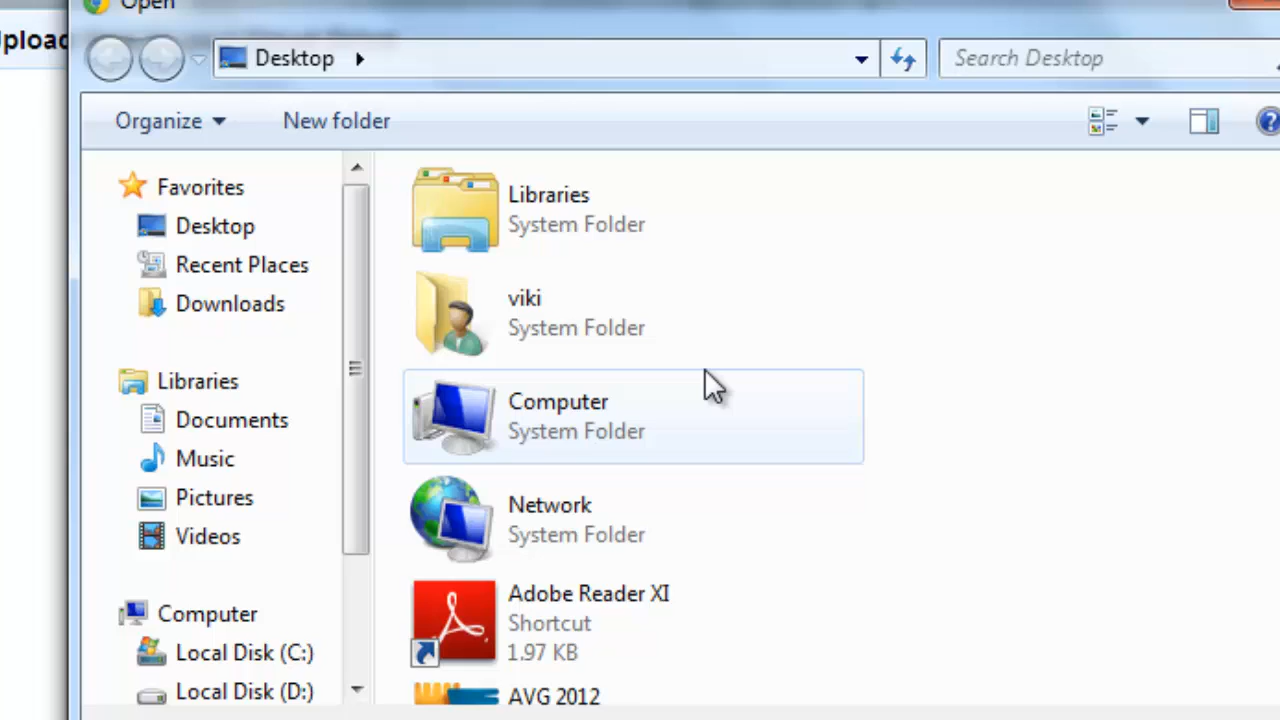 Open
Upload
Desktop
Search Desktop
Organize
New folder
Favorites
Desktop
Recent Places
Downloads
Libraries
Documents
Music
Pictures
Videos
Computer
Local Disk (C:)
Local Disk (D:)
Libraries
System Folder
viki
System Folder
Computer
System Folder
Network
System Folder
Adobe Reader XI
Shortcut
1.97 KB
AVG 2012